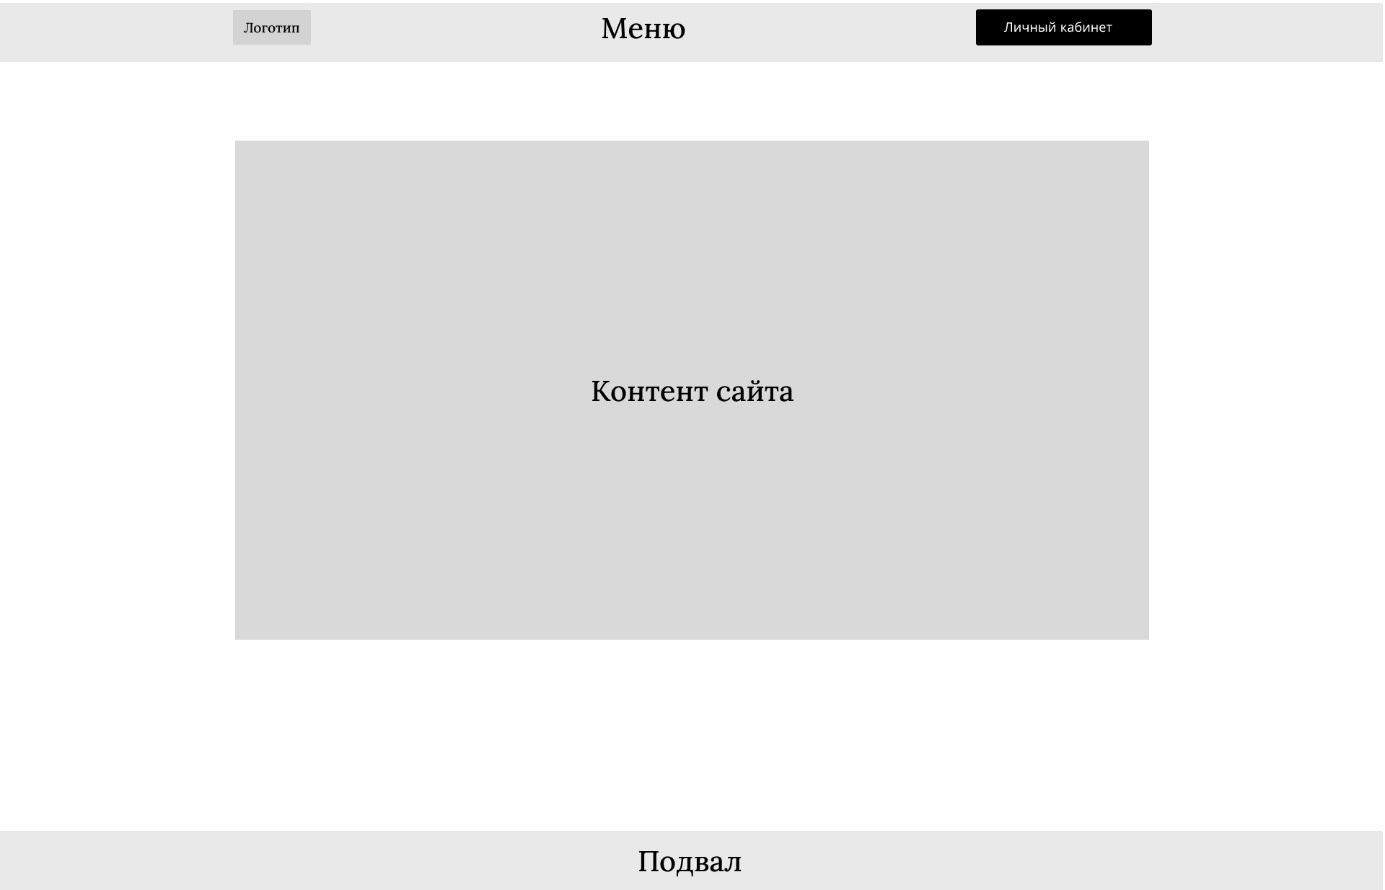 Логотип
Меню
Личный кабинет
Контент сайта
Подвал